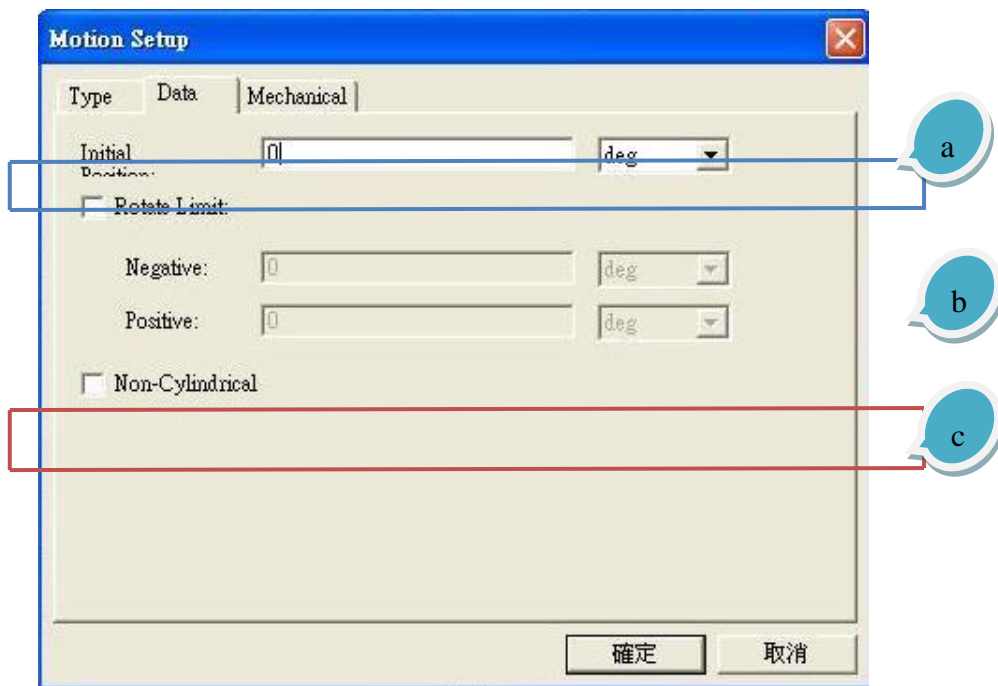 Motion Setup
Type Data Mechanical
Initial
Position:
0 deg
a
Rotate Limit:
Negative: 0 deg
b
Positive: 0 deg
Non-Cylindrical
c
確定 取消